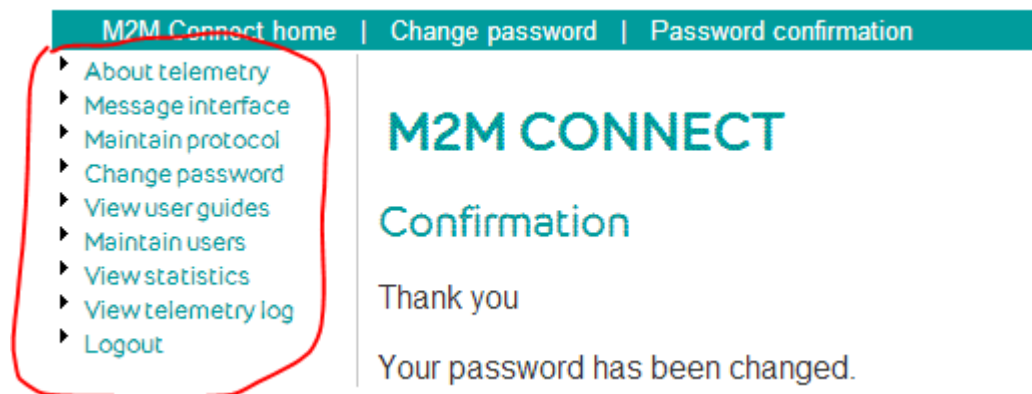 M2M Connect home | Change password | Password confirmation
About telemetry
Message interface
Maintain protocol
Change password
View user guides
Maintain users
View statistics
View telemetry log
Logout
M2M CONNECT
Confirmation
Thank you
Your password has been changed.